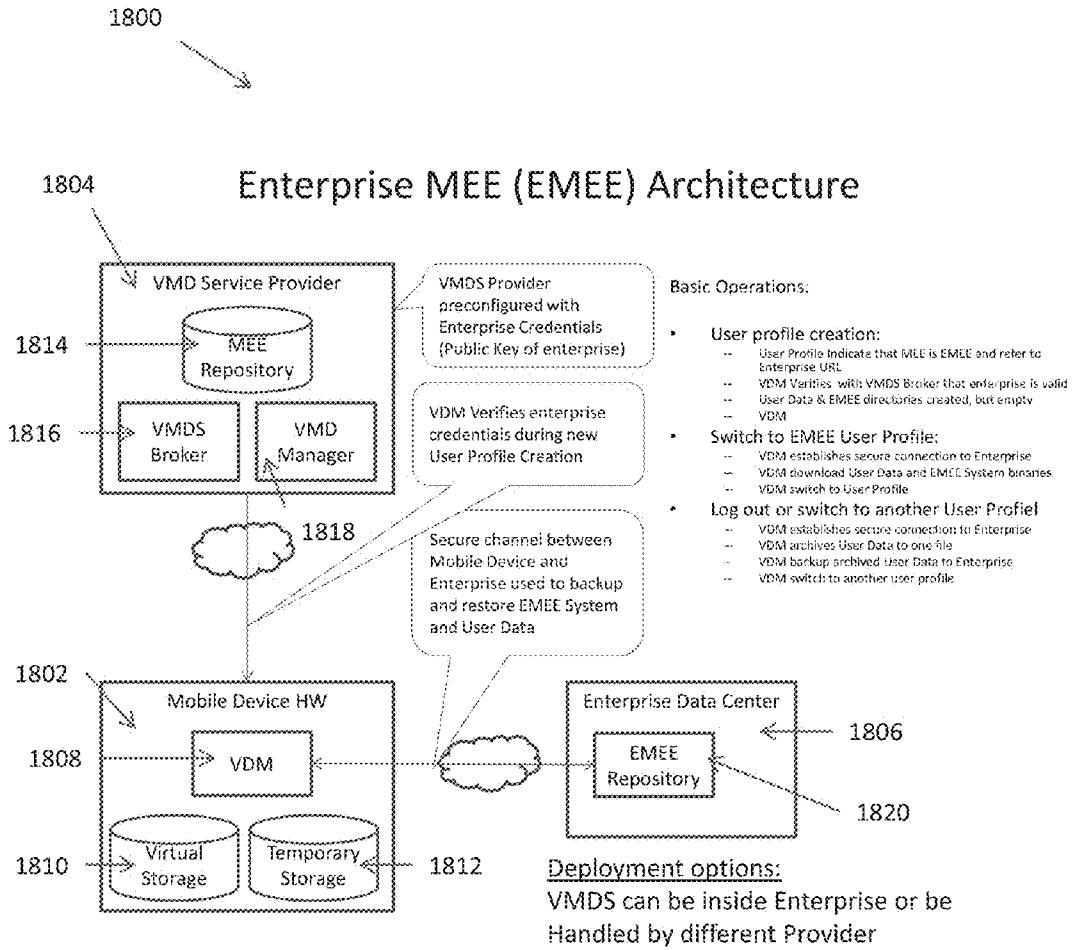 1800
1804
Enterprise MEE (EMEE) Architecture
VMD Service Provider
1814
MEE
Repository
1816
VMDS
Broker
VMD
Manager
1818
VMDS Provider
preconfigured with
Enterprise Credentials
(Public Key of enterprise)
VDM Verifies enterprise
credentials during new
User Profile Creation
Secure channel between
Mobile Device and
Enterprise used to backup
and restore EMEE System
and User Data
Basic Operations:
• User profile creation:
-- User Profile Indicate that MEE is EMEE and refer to
Enterprise URL
-- VDM Verifies with VMDS Broker that enterprise is valid
-- User Data & EMEE directories created, but empty
-- VDM
• Switch to EMEE User Profile:
-- VDM establishes secure connection to Enterprise
-- VDM download User Data and EMEE System binaries
-- VDM switch to User Profile
• Log out or switch to another User Profiel
-- VDM establishes secure connection to Enterprise
-- VDM archives User Data to one file
-- VDM backup archived User Data to Enterprise
-- VDM switch to another user profile
1802
Mobile Device HW
1808
VDM
1810
Virtual
Storage
Temporary
Storage
1812
Enterprise Data Center
EMEE
Repository
1806
1820
Deployment options:
VMDS can be inside Enterprise or be
Handled by different Provider